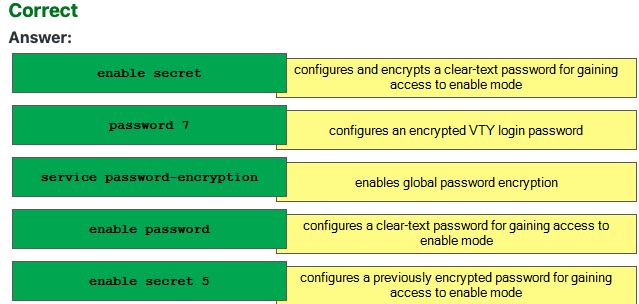 Correct
Answer:
enable secret
configures and encrypts a clear-text password for gaining
access to enable mode
password 7
configures an encrypted VTY login password
service password-encryption
enables global password encryption
enable password
configures a clear-text password for gaining access to
enable mode
enable secret 5
configures a previously encrypted password for gaining
access to enable mode